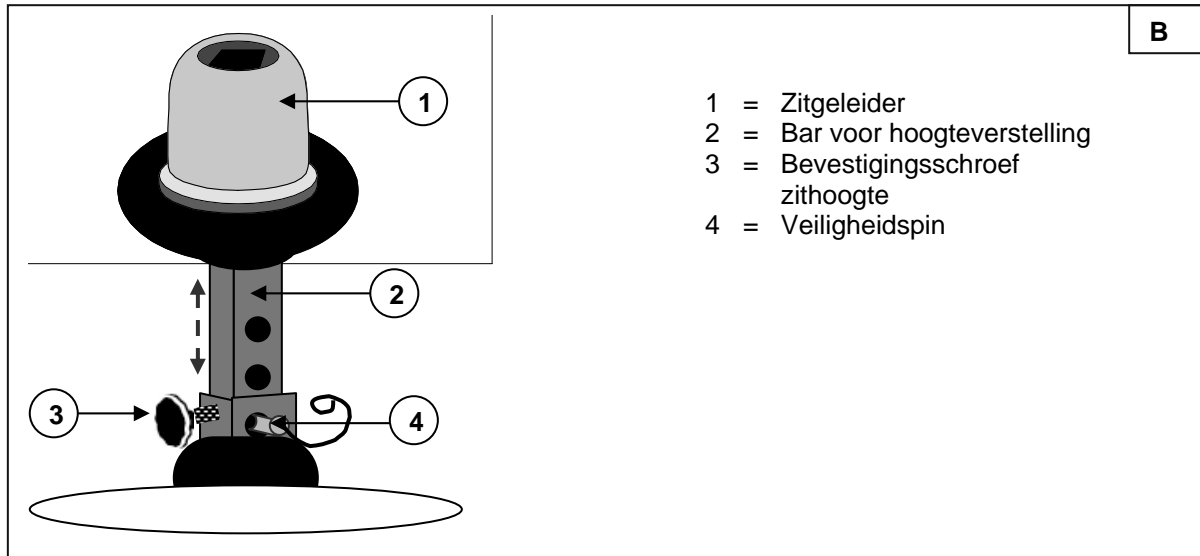 B
1 = Zitgeleider
2 = Bar voor hoogteverstelling
3 = Bevestigingsschroef
zithoogte
4 = Veiligheidspin
1
2
3
4